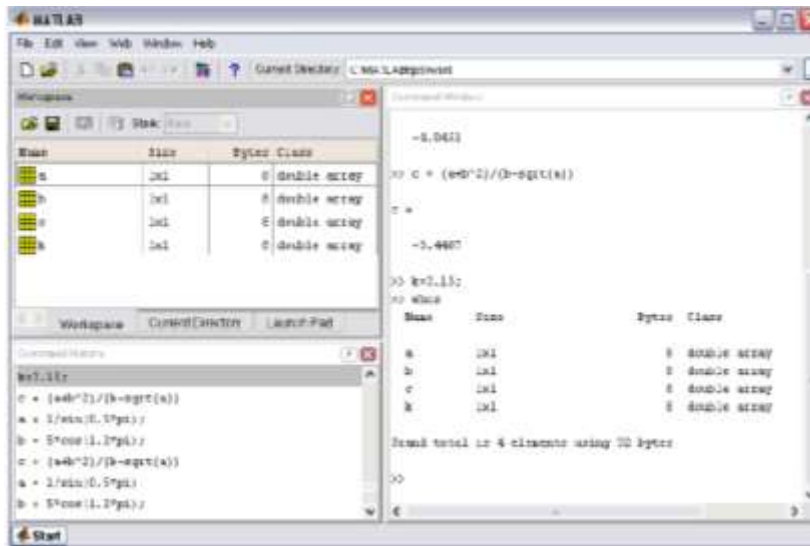 MATLAB
File Edit View Web Window Help
Current Directory:
Workspace
Stack:
Name Size Bytes Class
a 1x1 8 double array
b 1x1 8 double array
c 1x1 8 double array
k 1x1 8 double array
Workspace Current Directory Launch Pad
Command History
c = (a+b^2)/(b-sqrt(a))
a = 1/sin(0.5*pi);
b = 5*cos(1.2*pi);
c = (a+b^2)/(b-sqrt(a))
a = 1/sin(0.5*pi)
b = 5*cos(1.2*pi);
Start
Command Window
>> c = (a+b^2)/(b-sqrt(a))
c =
>> whos
Name Size Bytes Class
a 1x1 8 double array
b 1x1 8 double array
c 1x1 8 double array
k 1x1 8 double array
Grand total is 4 elements using 32 bytes
>>